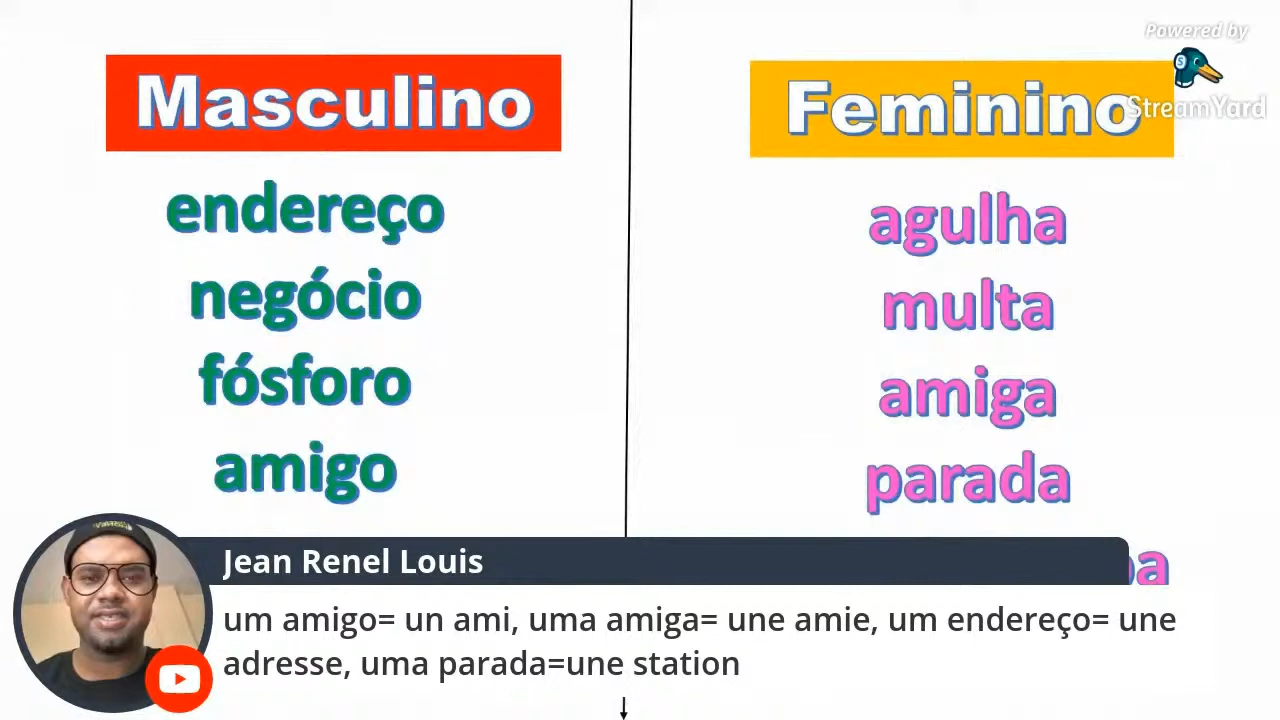 Powered by
StreamYard
Masculino
endereço
negócio
fósforo
amigo
Feminino
agulha
multa
amiga
parada
Jean Renel Louis
um amigo= un ami, uma amiga= une amie, um endereço= une
adresse, uma parada=une station